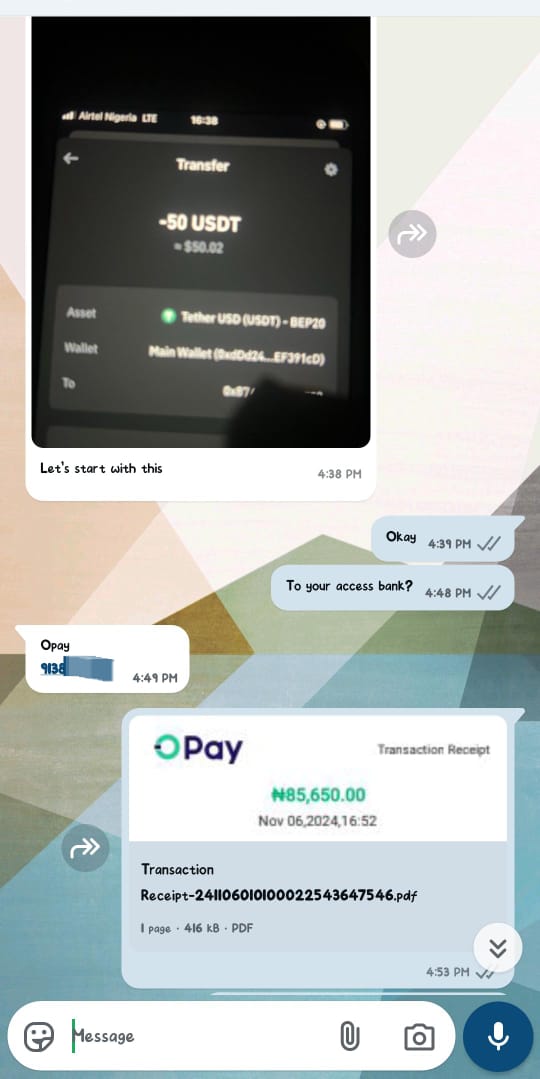 Airtel Nigeria LTE 16:38
Transfer
-50 USDT
≈ $50.02
Asset Tether USD (USDT) - BEP20
Wallet Main Wallet (0xdDd24...EF391cD)
To
Let's start with this
4:38 PM
Okay 4:39 PM
To your access bank? 4:48 PM
Opay
9138
4:49 PM
OPay Transaction Receipt
₦85,650.00
Nov 06,2024,16:52
Transaction
Receipt-241106010100022543647546.pdf
1 page · 416 kB · PDF
4:53 PM
Message